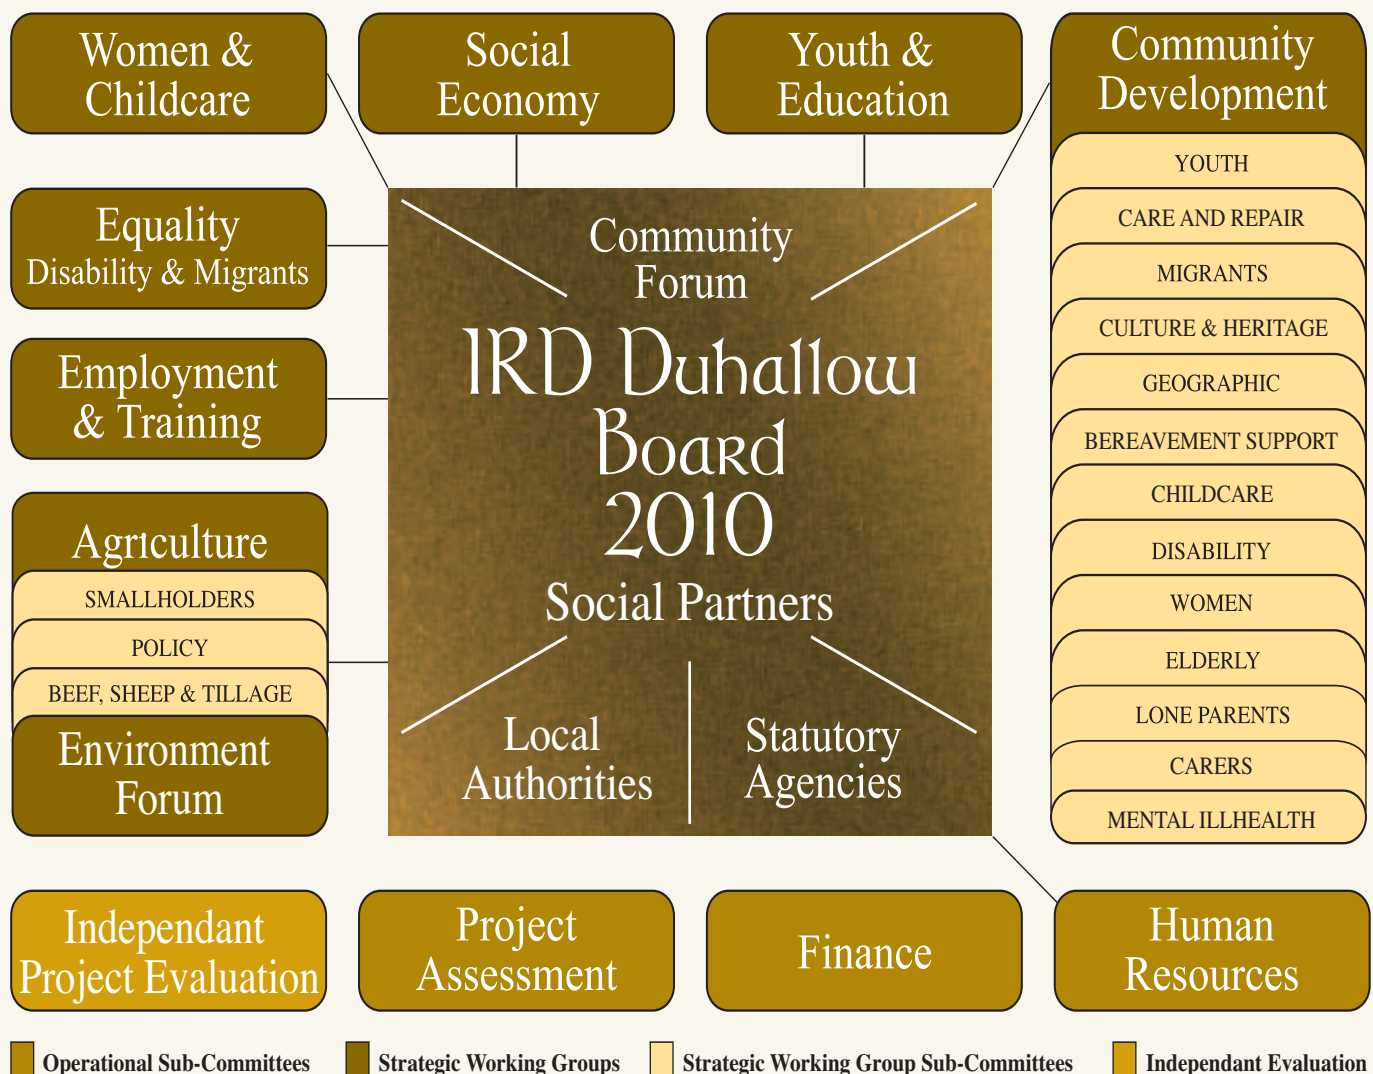 Women &
Childcare
Social
Economy
Youth &
Education
Community
Development
YOUTH
CARE AND REPAIR
MIGRANTS
CULTURE & HERITAGE
GEOGRAPHIC
BEREAVEMENT SUPPORT
CHILDCARE
DISABILITY
WOMEN
ELDERLY
LONE PARENTS
CARERS
MENTAL ILLHEALTH
Equality
Disability & Migrants
Employment
& Training
Agriculture
SMALLHOLDERS
POLICY
BEEF, SHEEP & TILLAGE
Environment
Forum
Community
Forum
IRD Duhallow
Board
2010
Social Partners
Local
Authorities
Statutory
Agencies
Independant
Project Evaluation
Project
Assessment
Finance
Human
Resources
Operational Sub-Committees
Strategic Working Groups
Strategic Working Group Sub-Committees
Independant Evaluation